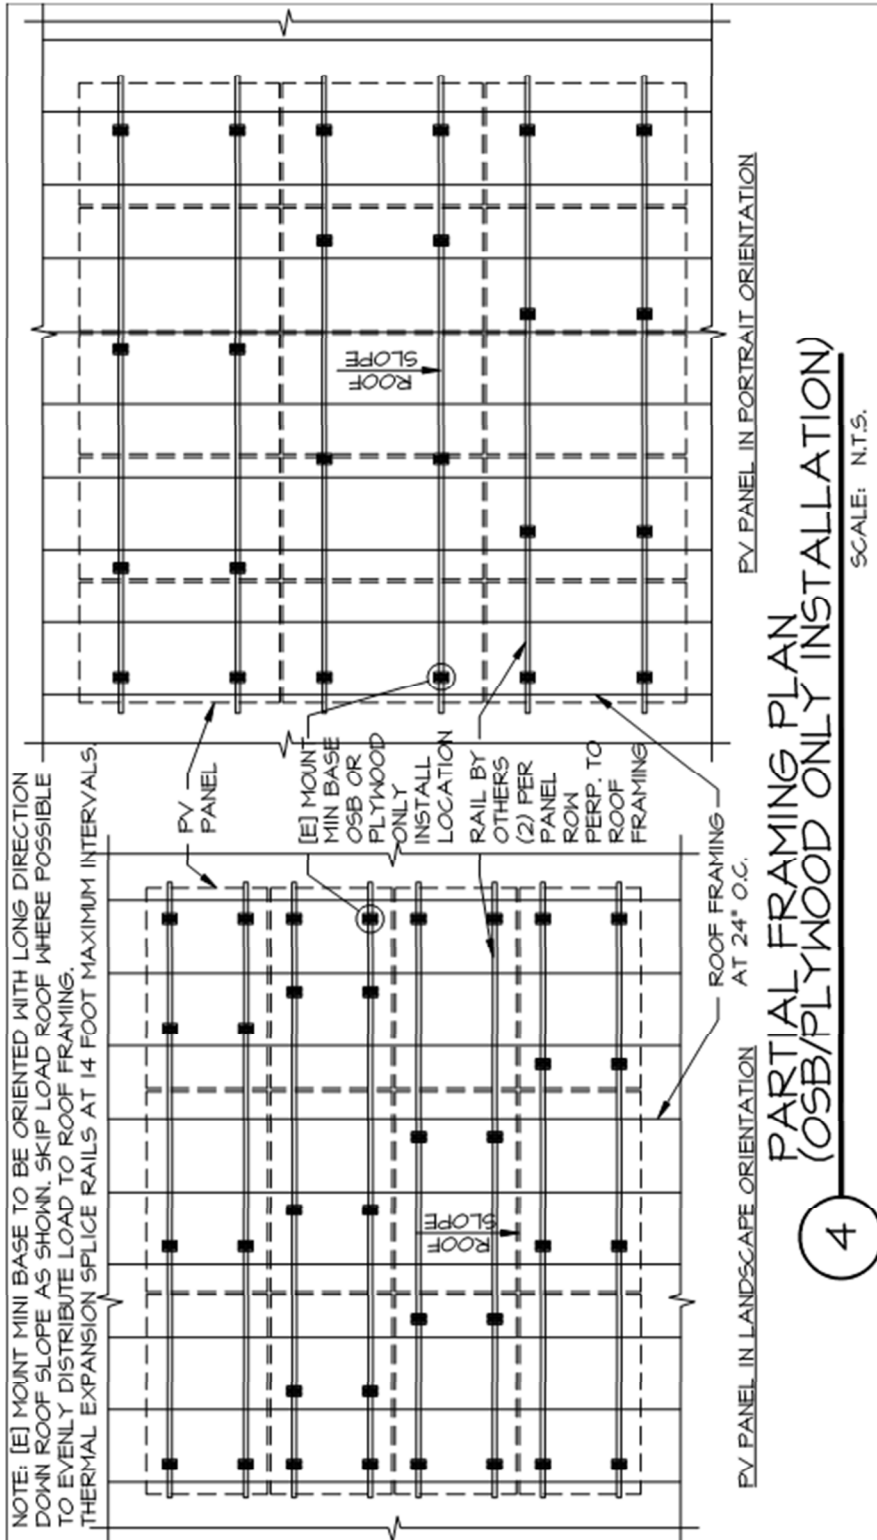 NOTE: [E] MOUNT MINI BASE TO BE ORIENTED WITH LONG DIRECTION
DOWN ROOF SLOPE AS SHOWN. SKIP LOAD ROOF WHERE POSSIBLE
TO EVENLY DISTRIBUTE LOAD TO ROOF FRAMING.
THERMAL EXPANSION SPLICE RAILS AT 14 FOOT MAXIMUM INTERVALS.
PV
PANEL
[E] MOUNT
MIN BASE
OSB OR
PLYWOOD
ONLY
INSTALL
LOCATION
RAIL BY
OTHERS
(2) PER
PANEL
ROW
PERP. TO
ROOF
FRAMING
ROOF
SLOPE
ROOF
SLOPE
ROOF FRAMING
AT 24" O.C.
PV PANEL IN LANDSCAPE ORIENTATION
PV PANEL IN PORTRAIT ORIENTATION
4
PARTIAL FRAMING PLAN
(OSB/PLYWOOD ONLY INSTALLATION)
SCALE: N.T.S.